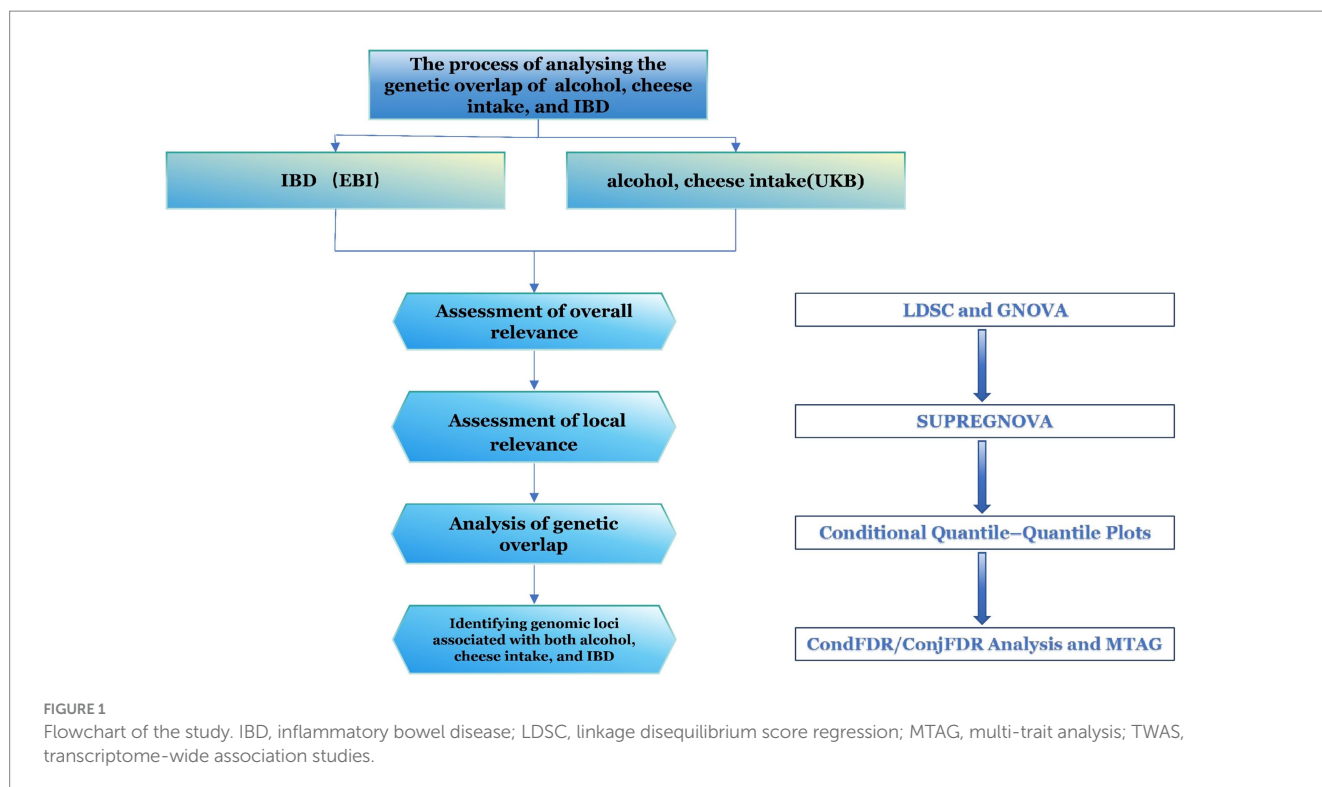 The process of analysing the
genetic overlap of alcohol, cheese
intake, and IBD
IBD （EBI）
alcohol, cheese intake(UKB)
Assessment of overall
relevance
LDSC and GNOVA
Assessment of local
relevance
SUPREGNOVA
Analysis of genetic
overlap
Conditional Quantile–Quantile Plots
Identifying genomic loci
associated with both alcohol,
cheese intake, and IBD
CondFDR/ConjFDR Analysis and MTAG
FIGURE 1
Flowchart of the study. IBD, inflammatory bowel disease; LDSC, linkage disequilibrium score regression; MTAG, multi-trait analysis; TWAS,
transcriptome-wide association studies.